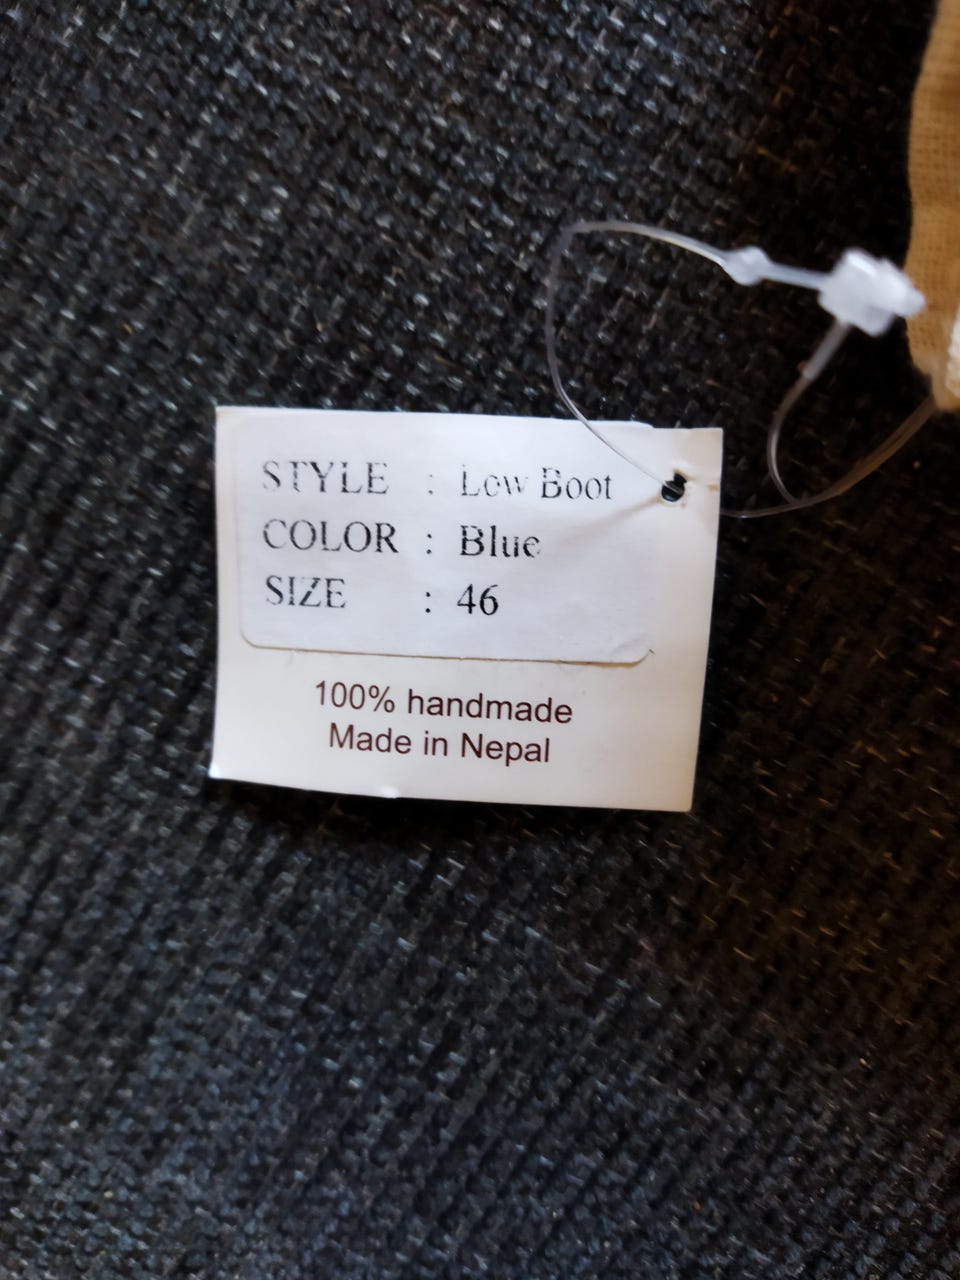 STYLE : Low Boot
COLOR : Blue
SIZE : 46
100% handmade
Made in Nepal